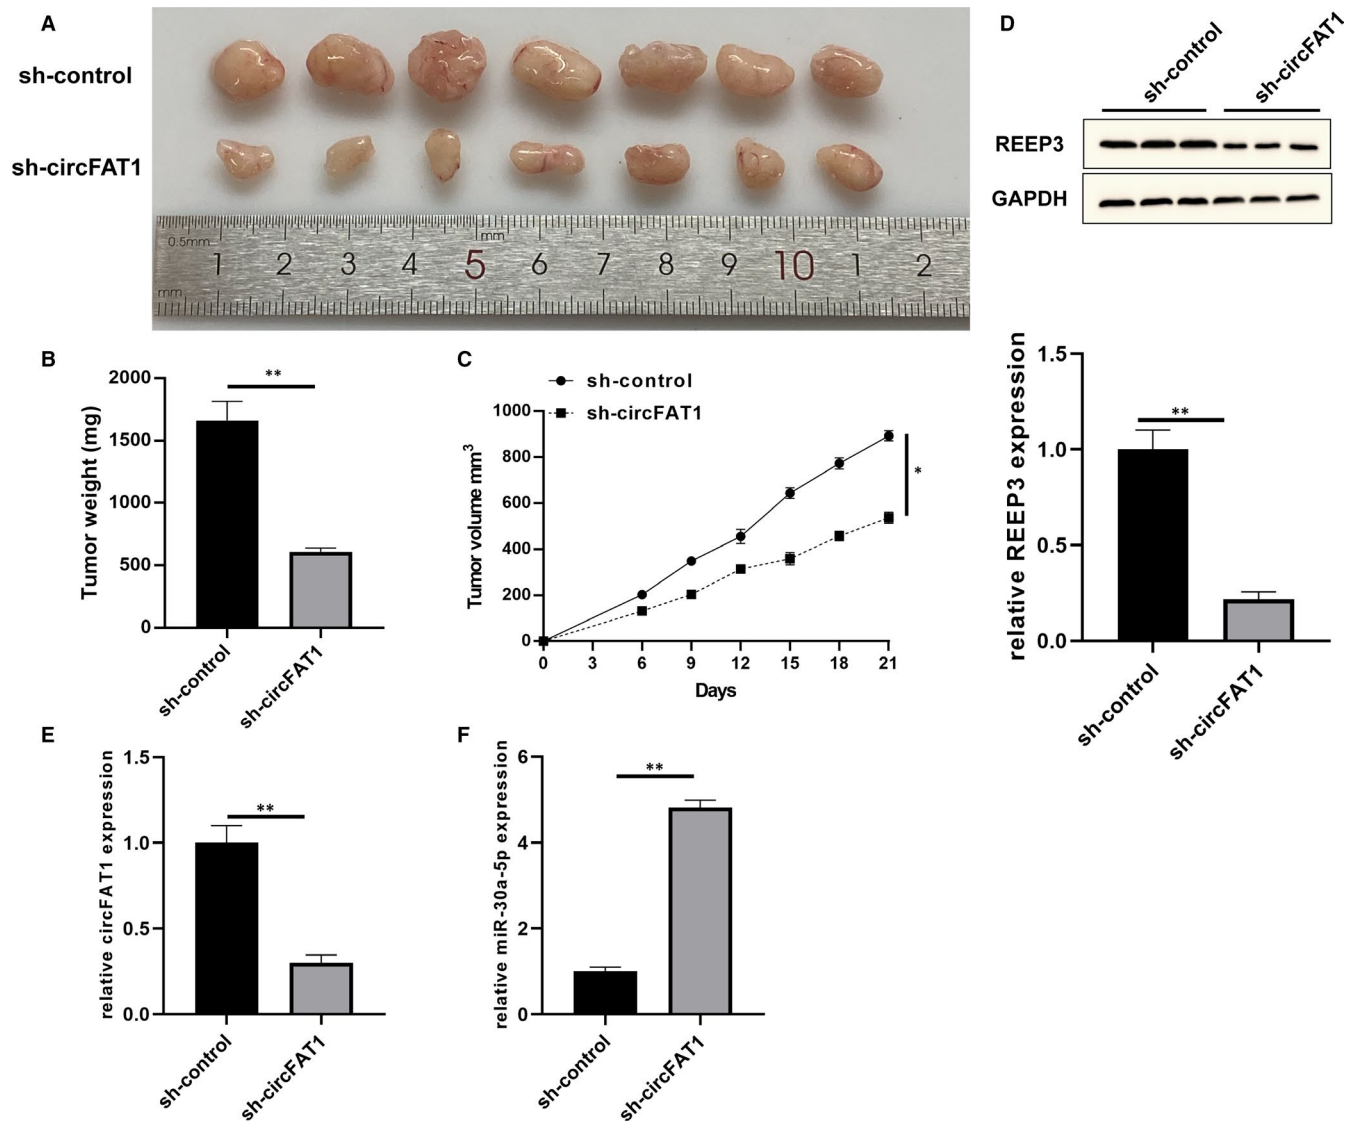 A
sh-control
sh-circFAT1
0.5mm
mm
1 2 3 4 5 6 7 8 9 10 1 2
mm
D
sh-control
sh-circFAT1
REEP3
GAPDH
1.5
1.0
0.5
0.0
relative REEP3 expression
**
sh-control
sh-circFAT1
B
2000
1500
1000
500
0
Tumor weight (mg)
**
sh-control
sh-circFAT1
C
sh-control
sh-circFAT1
1000
800
600
400
200
0
Tumor volume mm³
*
0 3 6 9 12 15 18 21
Days
E
1.5
1.0
0.5
0.0
relative circFAT1 expression
**
sh-control
sh-circFAT1
F
6
4
2
0
relative miR-30a-5p expression
**
sh-control
sh-circFAT1